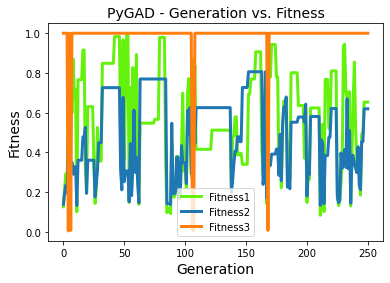 PyGAD - Generation vs. Fitness
Fitness
1.0
0.8
0.6
0.4
0.2
0.0
Fitness1
Fitness2
Fitness3
0 50 100 150 200 250
Generation